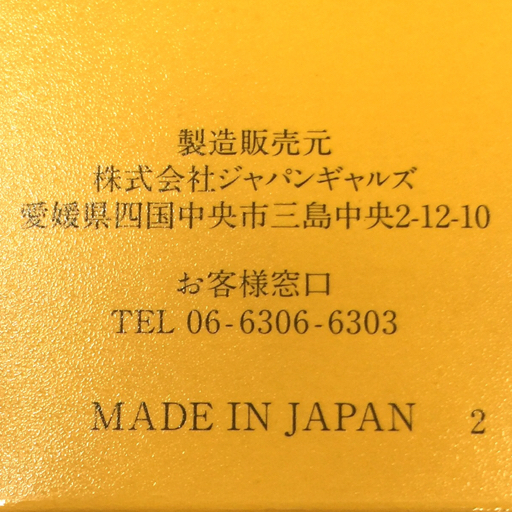 製造販売元
株式会社ジャパンギャルズ
愛媛県四国中央市三島中央2-12-10
お客様窓口
TEL 06-6306-6303
MADE IN JAPAN 2